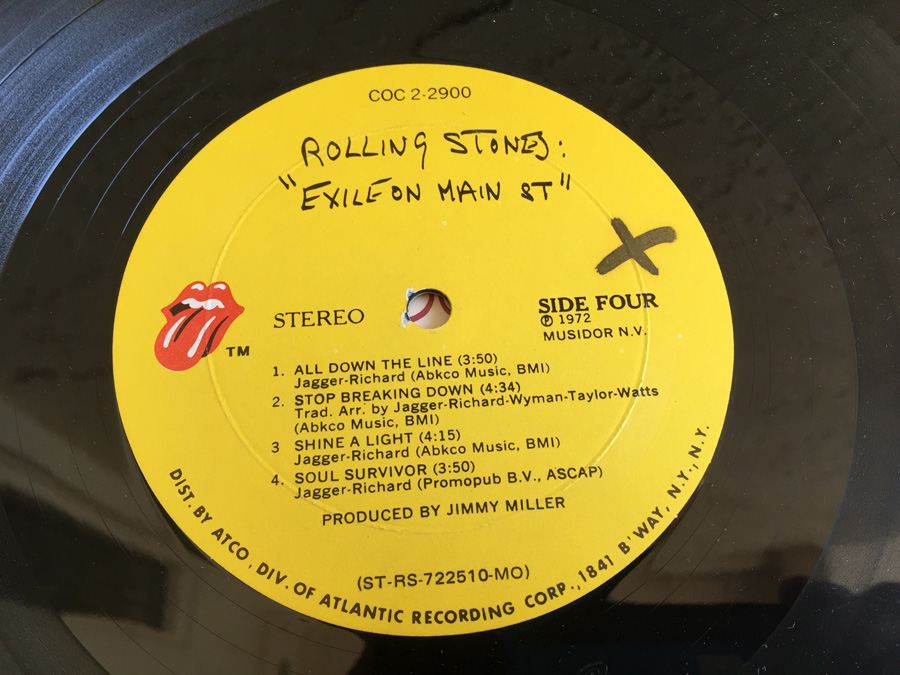 COC 2-2900
ROLLING STONES:
"EXILE ON MAIN ST"
STEREO
TM
SIDE FOUR
℗ 1972
MUSIDOR N.V.
1. ALL DOWN THE LINE (3:50)
Jagger-Richard (Abkco Music, BMI)
2. STOP BREAKING DOWN (4:34)
Trad. Arr. by Jagger-Richard-Wyman-Taylor-Watts
(Abkco Music, BMI)
3 SHINE A LIGHT (4:15)
Jagger-Richard (Abkco Music, BMI)
4. SOUL SURVIVOR (3:50)
Jagger-Richard (Promopub B.V., ASCAP)
PRODUCED BY JIMMY MILLER
(ST-RS-722510-MO)
DIST. BY ATCO, DIV. OF ATLANTIC RECORDING CORP., 1841 B'WAY, N.Y., N.Y.